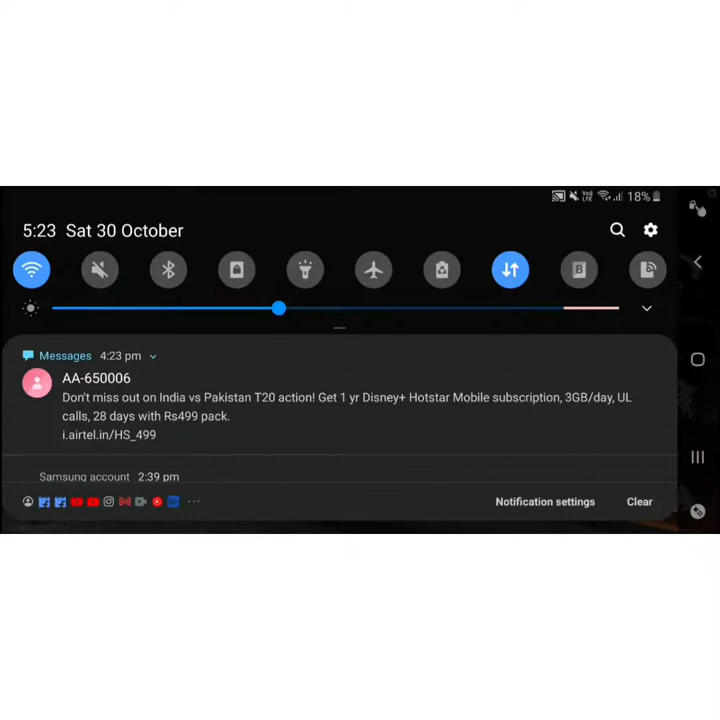 18%
5:23 Sat 30 October
Messages 4:23 pm
AA-650006
Don't miss out on India vs Pakistan T20 action! Get 1 yr Disney+ Hotstar Mobile subscription, 3GB/day, UL
calls, 28 days with Rs499 pack.
i.airtel.in/HS_499
Samsung account 2:39 pm
Notification settings Clear